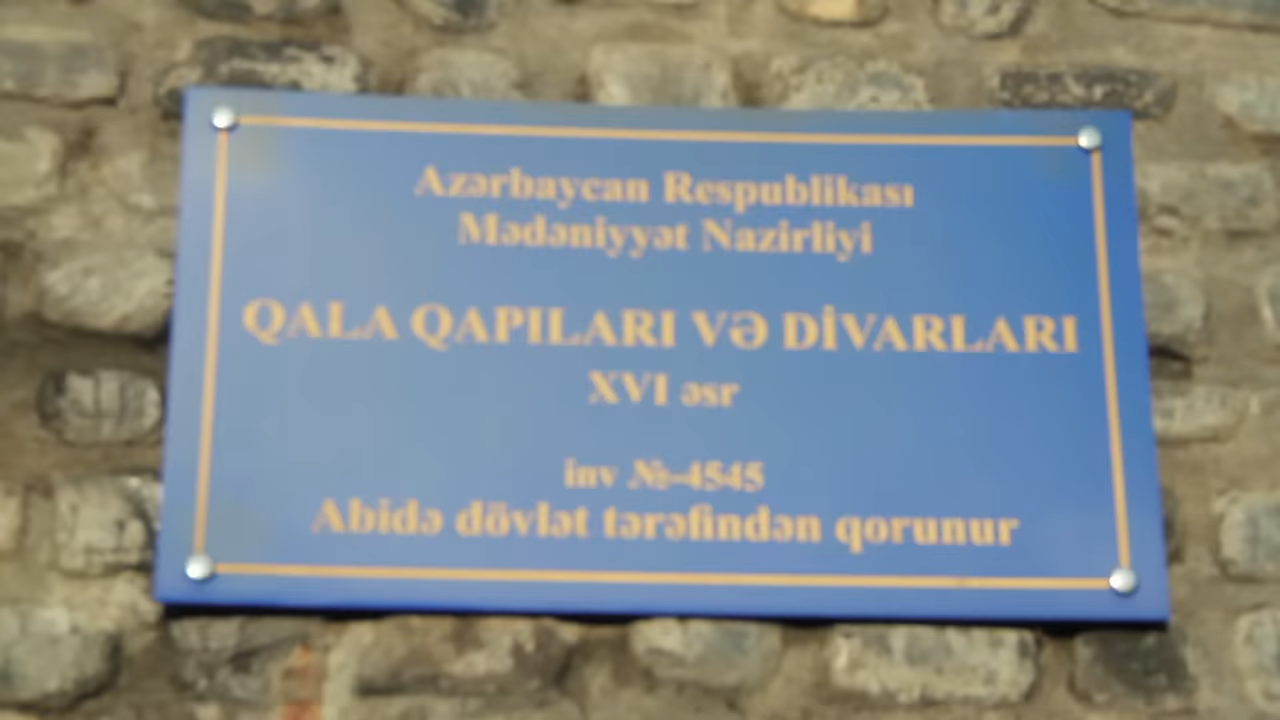 Azərbaycan Respublikası
Mədəniyyət Nazirliyi
QALA QAPILARI VƏ DİVARLARI
XVI əsr
inv №-4545
Abidə dövlət tərəfindən qorunur